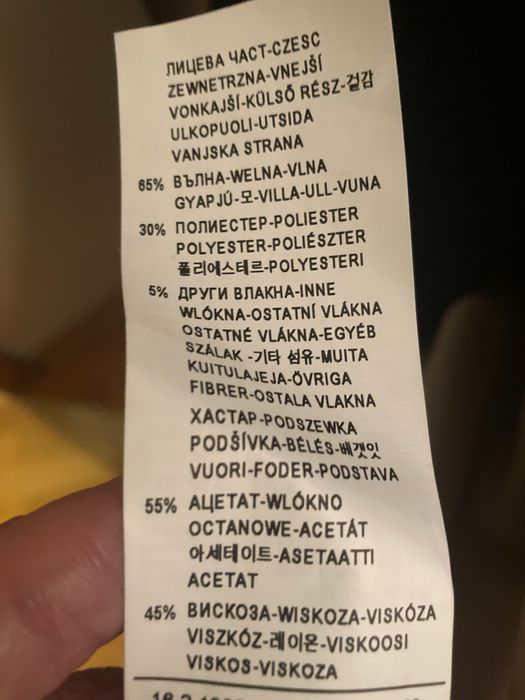 ЛИЦЕВА ЧАСТ-CZESC
ZEWNETRZNA-VNEJŠÍ
VONKAJŠÍ-KÜLSŐ RÉSZ-겉감
ULKOPUOLI-UTSIDA
VANJSKA STRANA
65% ВЪЛНА-WELNA-VLNA
GYAPJÚ-모-VILLA-ULL-VUNA
30% ПОЛИЕСТЕР-POLIESTER
POLYESTER-POLIÉSZTER
폴리에스테르-POLYESTERI
5% ДРУГИ ВЛАКНА-INNE
WLÓKNA-OSTATNÍ VLÁKNA
OSTATNÉ VLÁKNA-EGYÉB
SZÁLAK -기타 섬유-MUITA
KUITULAJEJA-ÖVRIGA
FIBRER-OSTALA VLAKNA
ХАСТАР-PODSZEWKA
PODŠÍVKA-BÉLÉS-베갯잇
VUORI-FODER-PODSTAVA
55% АЦЕТАТ-WLÓKNO
OCTANOWE-ACETÁT
아세테이트-ASETAATTI
ACETAT
45% ВИСКОЗА-WISKOZA-VISKÓZA
VISZKÓZ-레이온-VISKOOSI
VISKOS-VISKOZA